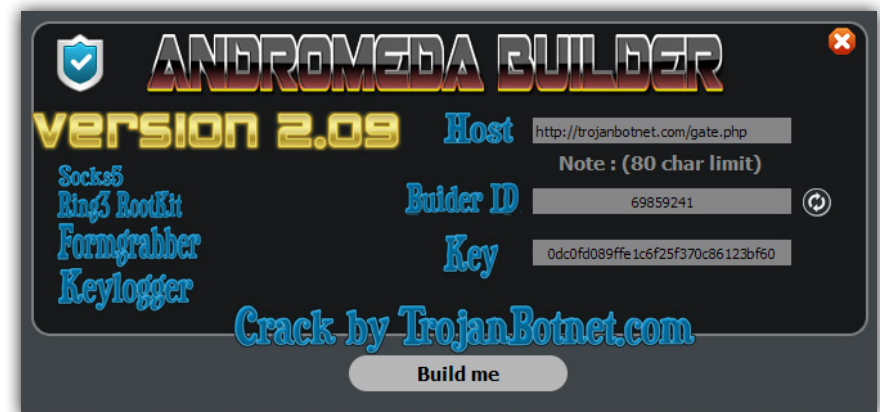 ANDROMEDA BUILDER
version 2.09
Host
http://trojanbotnet.com/gate.php
Note : (80 char limit)
Socks5
Ring3 RootKit
Formgrabber
Keylogger
Buider ID
69859241
Key
0dc0fd089ffe1c6f25f370c86123bf60
Crack by TrojanBotnet.com
Build me